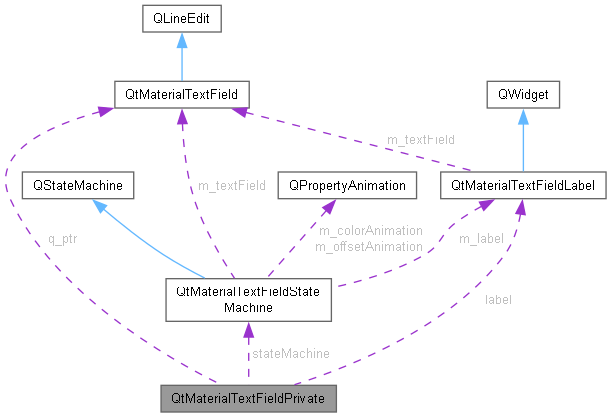 QLineEdit
QtMaterialTextField
QWidget
m_textField
QStateMachine
m_textField
QPropertyAnimation
QtMaterialTextFieldLabel
q_ptr
m_colorAnimation
m_offsetAnimation
m_label
QtMaterialTextFieldState
Machine
label
stateMachine
QtMaterialTextFieldPrivate